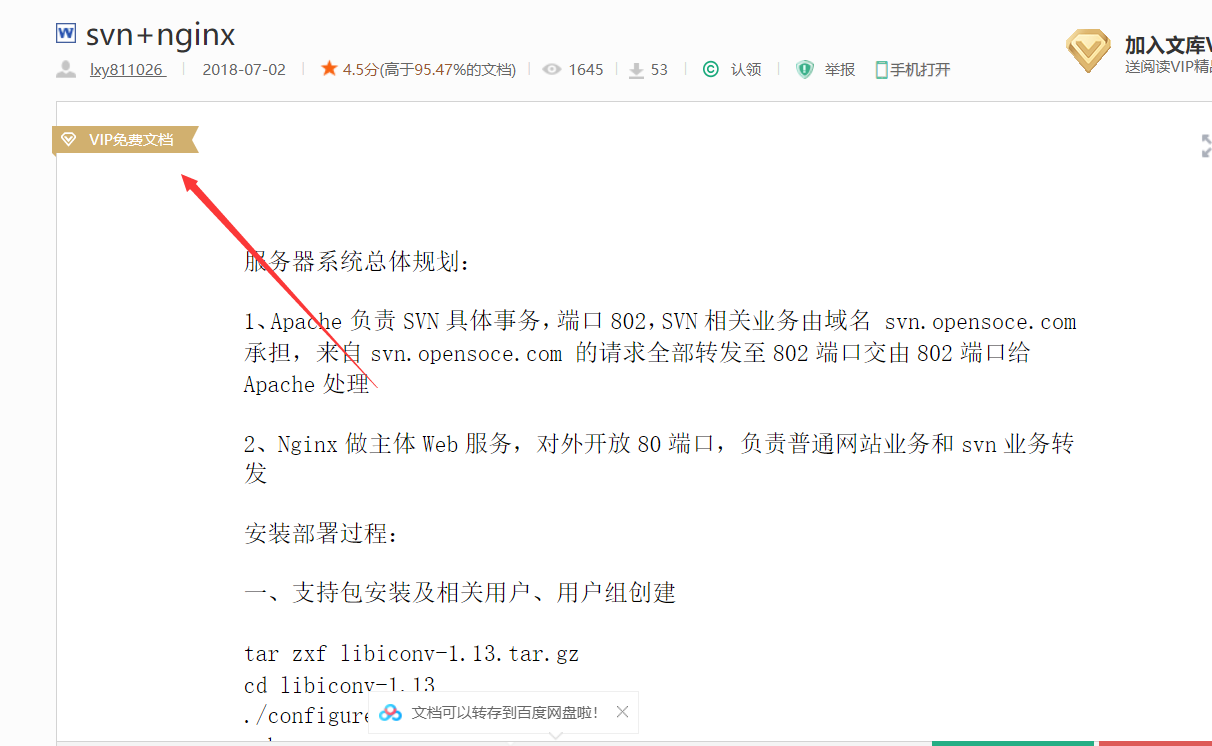 svn+nginx
lxy811026 2018-07-02 4.5分(高于95.47%的文档) 1645 53 认领 举报 手机打开
加入文库V
送阅读VIP精
VIP免费文档
服务器系统总体规划：
1、Apache 负责 SVN 具体事务，端口 802，SVN 相关业务由域名 svn.opensoce.com
承担，来自 svn.opensoce.com 的请求全部转发至 802 端口交由 802 端口给
Apache 处理
2、Nginx 做主体 Web 服务，对外开放 80 端口，负责普通网站业务和 svn 业务转
发
安装部署过程：
一、支持包安装及相关用户、用户组创建
tar zxf libiconv-1.13.tar.gz
cd libiconv-1.13
./configure
文档可以转存到百度网盘啦！